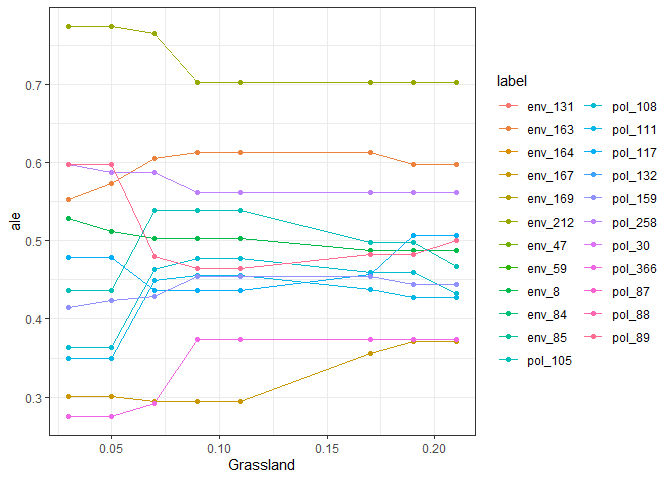 0.7
0.6
0.5
0.4
0.3
ale
0.05
0.10
0.15
0.20
Grassland
label
env_131
env_163
env_164
env_167
env_169
env_212
env_47
env_59
env_8
env_84
env_85
pol_105
pol_108
pol_111
pol_117
pol_132
pol_159
pol_258
pol_30
pol_366
pol_87
pol_88
pol_89